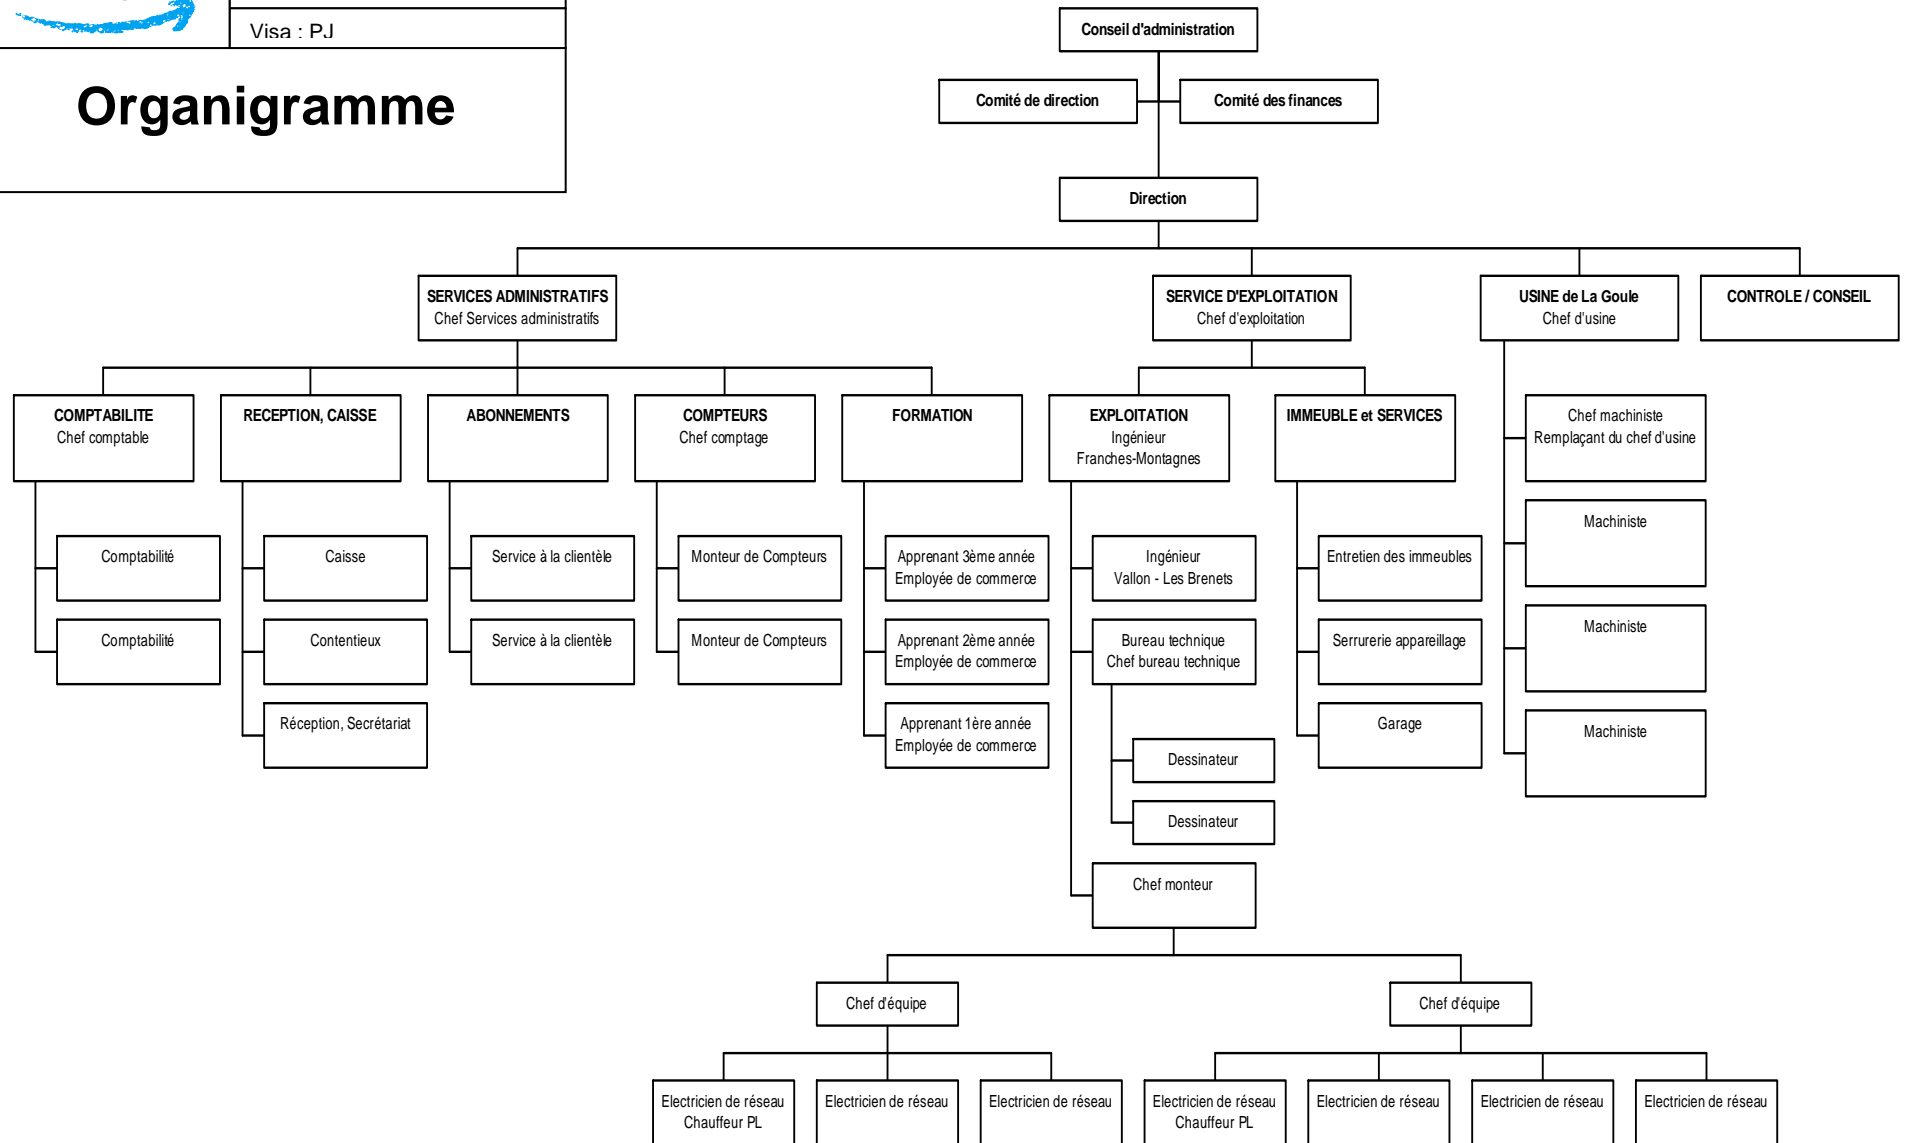 Visa : PJ
Organigramme
Conseil d'administration
Comité de direction
Comité des finances
Direction
SERVICES ADMINISTRATIFS
Chef Services administratifs
SERVICE D'EXPLOITATION
Chef d'exploitation
USINE de La Goule
Chef d'usine
CONTROLE / CONSEIL
COMPTABILITE
Chef comptable
RECEPTION, CAISSE
ABONNEMENTS
COMPTEURS
Chef comptage
FORMATION
EXPLOITATION
Ingénieur
Franches-Montagnes
IMMEUBLE et SERVICES
Chef machiniste
Remplaçant du chef d'usine
Machiniste
Machiniste
Machiniste
Comptabilité
Comptabilité
Caisse
Contentieux
Réception, Secrétariat
Service à la clientèle
Service à la clientèle
Monteur de Compteurs
Monteur de Compteurs
Apprenant 3ème année
Employée de commerce
Apprenant 2ème année
Employée de commerce
Apprenant 1ère année
Employée de commerce
Ingénieur
Vallon - Les Brenets
Bureau technique
Chef bureau technique
Dessinateur
Dessinateur
Chef monteur
Entretien des immeubles
Serrurerie appareillage
Garage
Chef d'équipe
Chef d'équipe
Electricien de réseau
Chauffeur PL
Electricien de réseau
Electricien de réseau
Electricien de réseau
Chauffeur PL
Electricien de réseau
Electricien de réseau
Electricien de réseau